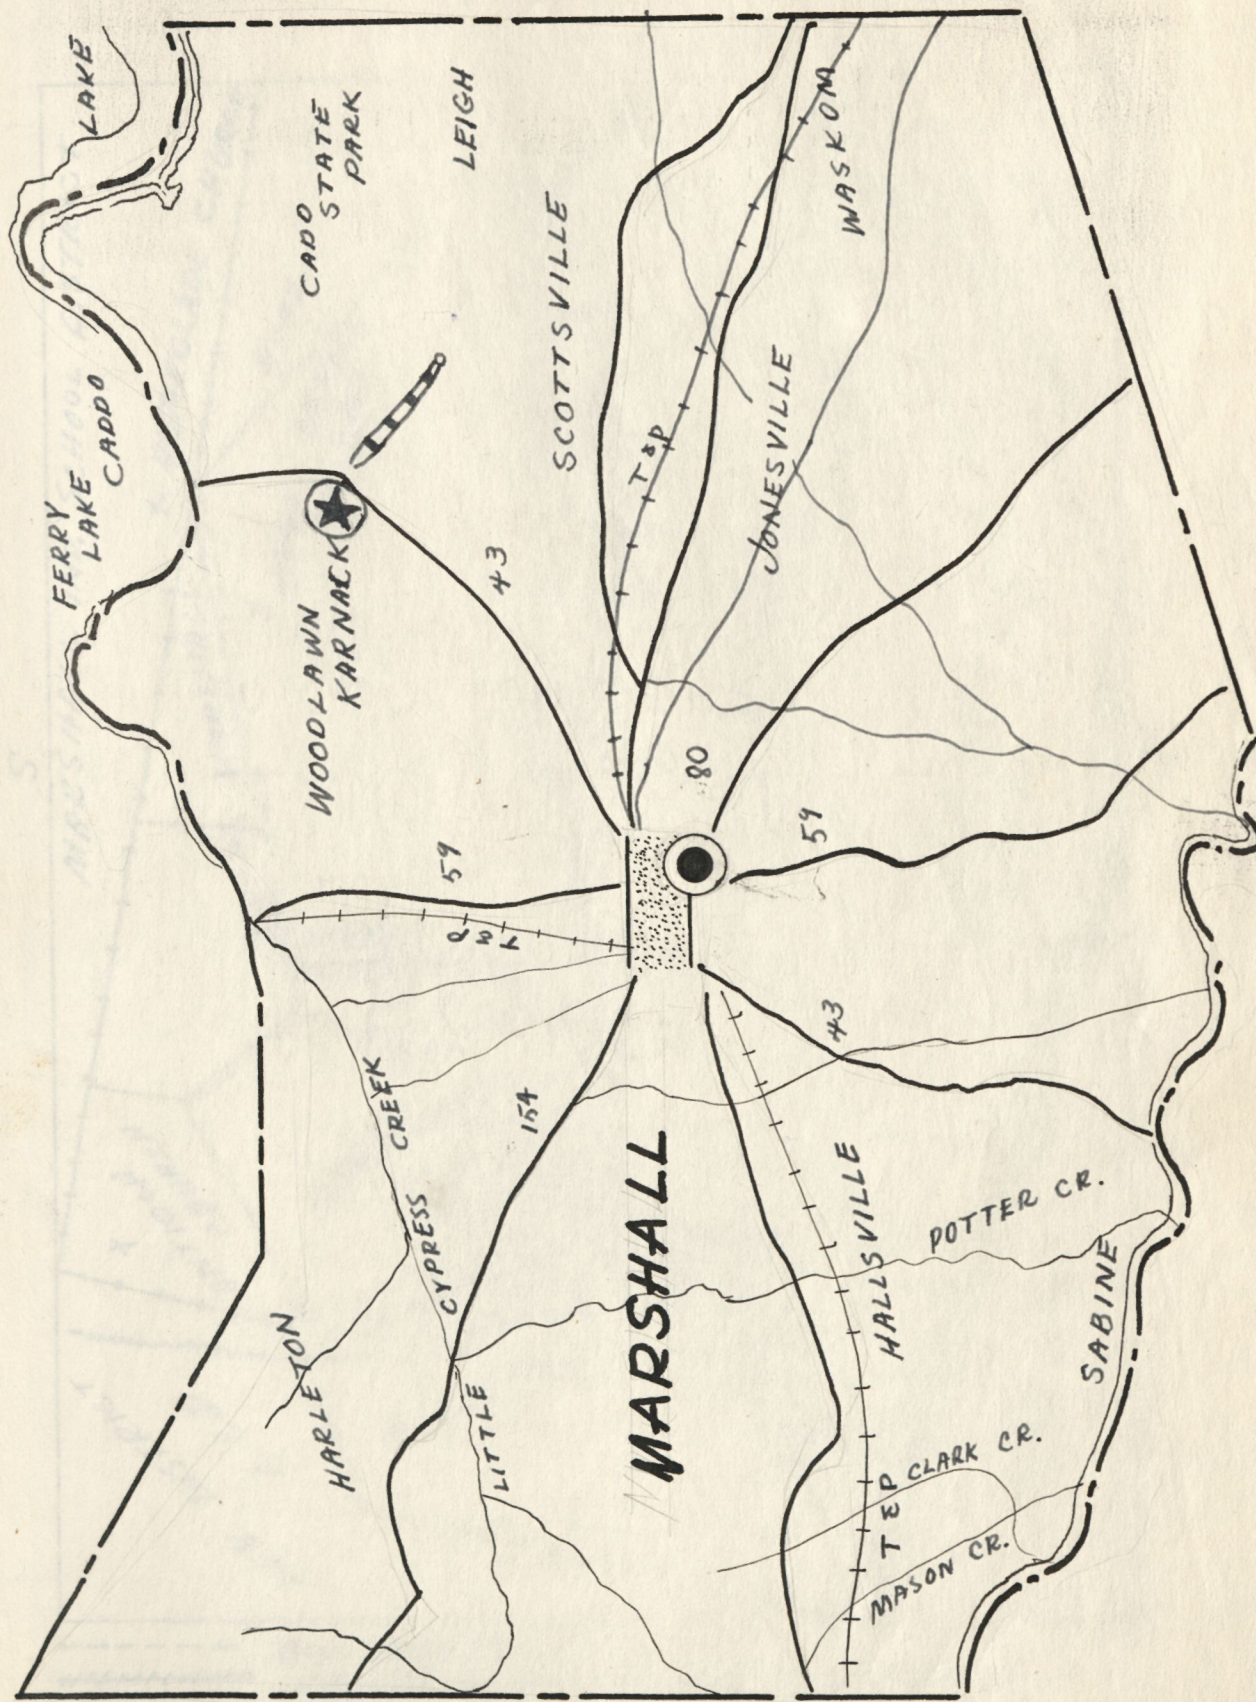 FERRY
LAKE
CADDO
LAKE
CADO
STATE
PARK
LEIGH
WOODLAWN
KARNACK
43
SCOTTSVILLE
T & P
WASKOM
JONESVILLE
80
59
59
T & P
HARLETON
LITTLE CYPRESS CREEK
154
MARSHALL
43
HALLSVILLE
POTTER CR.
T & P
CLARK CR.
MASON CR.
SABINE